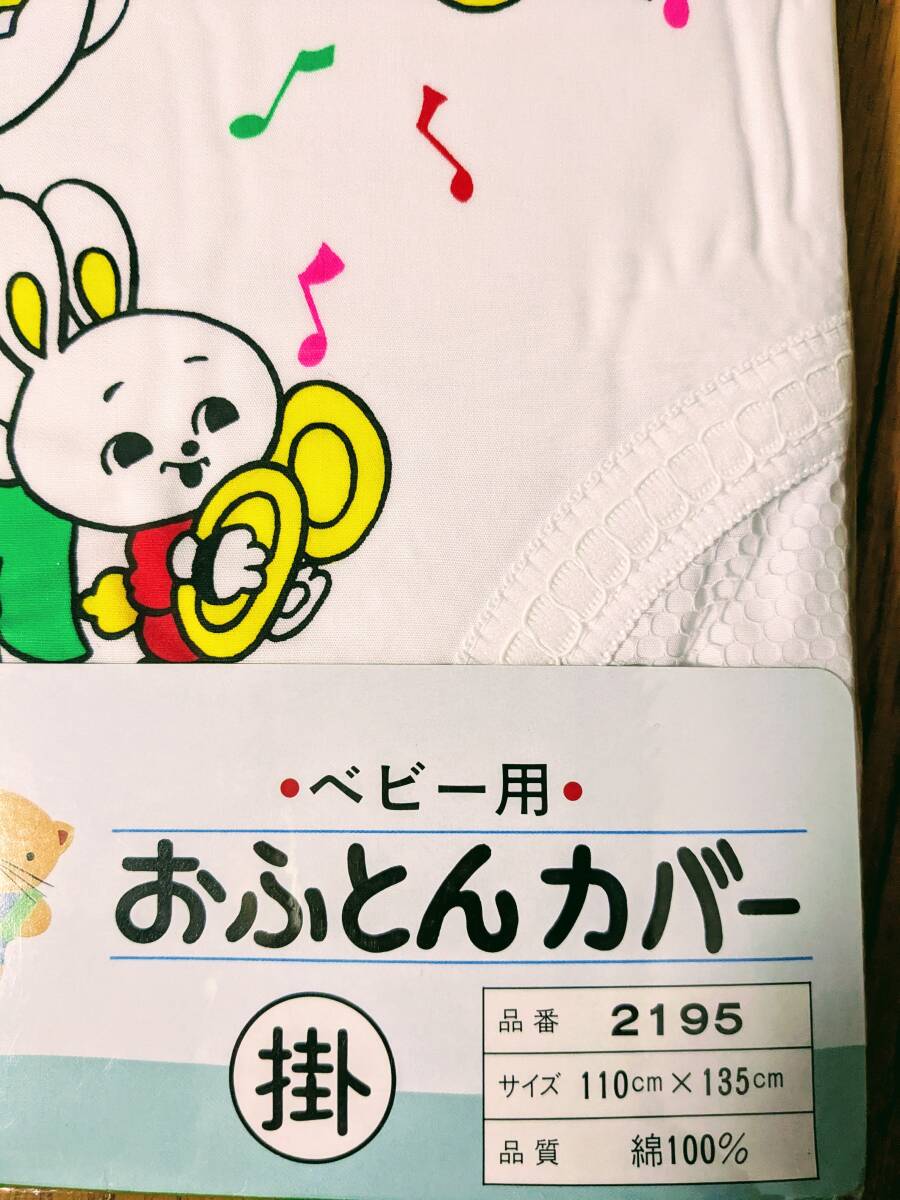 •ベビー用•
おふとんカバー
掛
品番 2195
サイズ 110cm×135cm
品質 綿100%